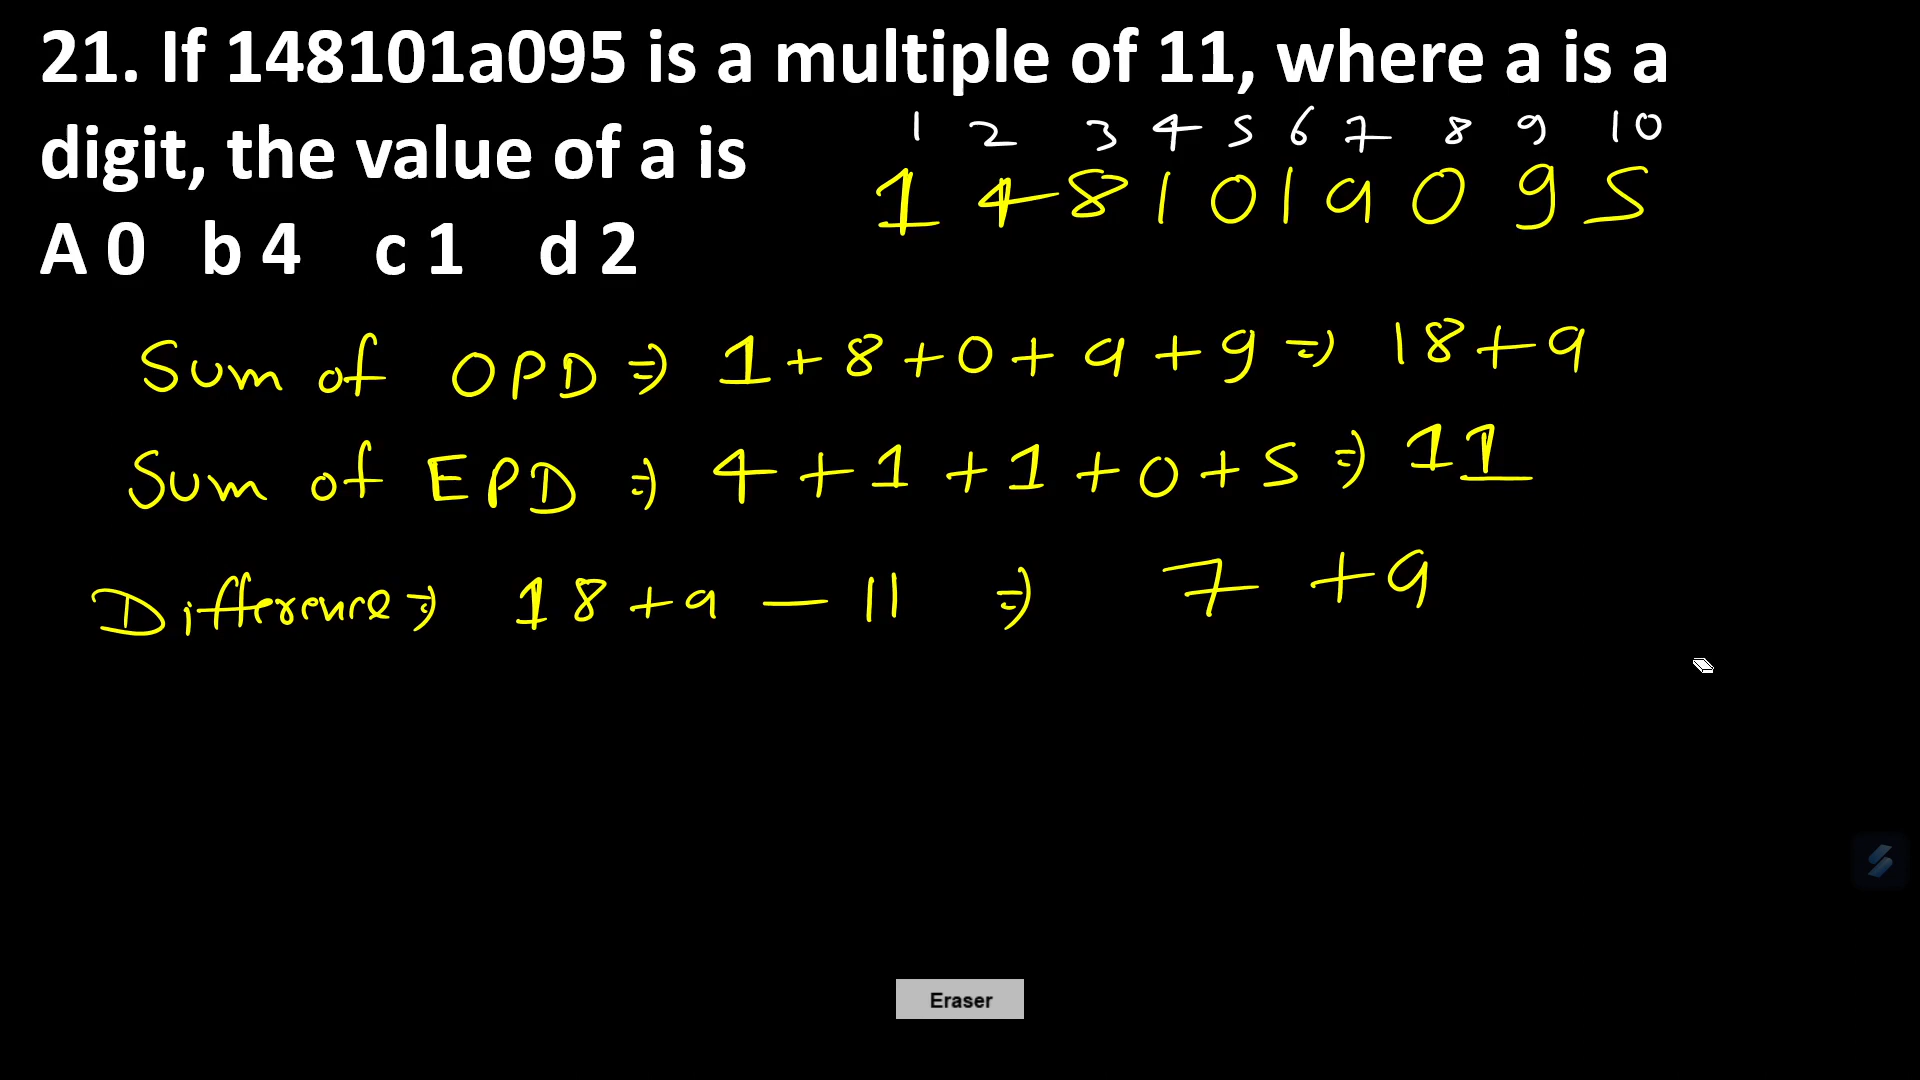 21. If 148101a095 is a multiple of 11, where a is a
digit, the value of a is
1 2 3 4 5 6 7 8 9 10
1 4 8 1 0 1 a 0 9 5
A 0 b 4 c 1 d 2
Sum of OPD ⇒ 1 + 8 + 0 + a + 9 ⇒ 18 + a
Sum of EPD ⇒ 4 + 1 + 1 + 0 + 5 ⇒ 11
Difference ⇒ 18 + a − 11 ⇒ 7 + a
Eraser